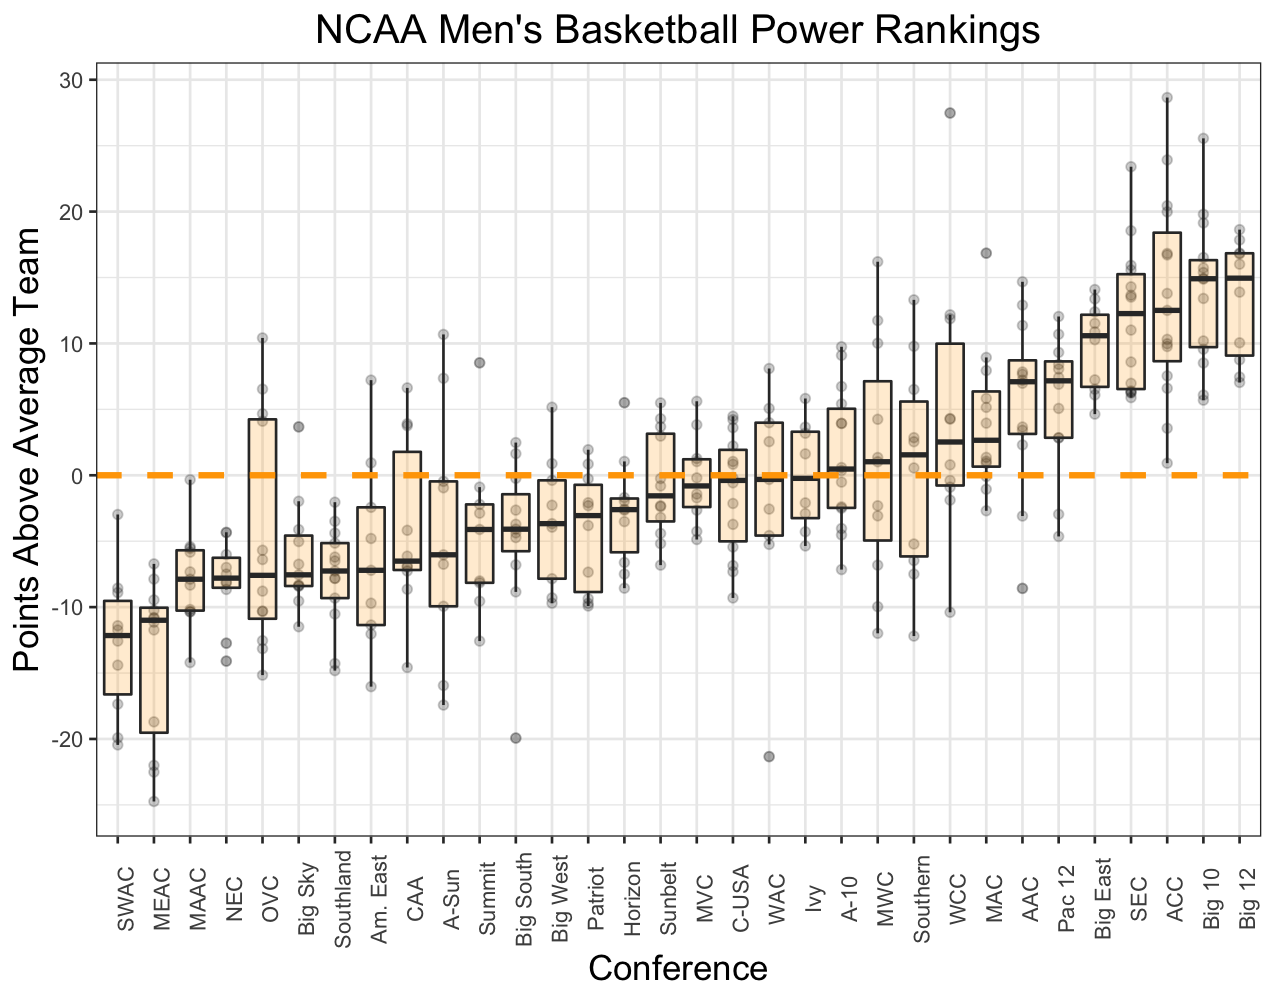 NCAA Men's Basketball Power Rankings
Points Above Average Team
30
20
10
0
-10
-20
SWAC
MEAC
MAAC
NEC
OVC
Big Sky
Southland
Am. East
CAA
A-Sun
Summit
Big South
Big West
Patriot
Horizon
Sunbelt
MVC
C-USA
WAC
Ivy
A-10
MWC
Southern
WCC
MAC
AAC
Pac 12
Big East
SEC
ACC
Big 10
Big 12
Conference